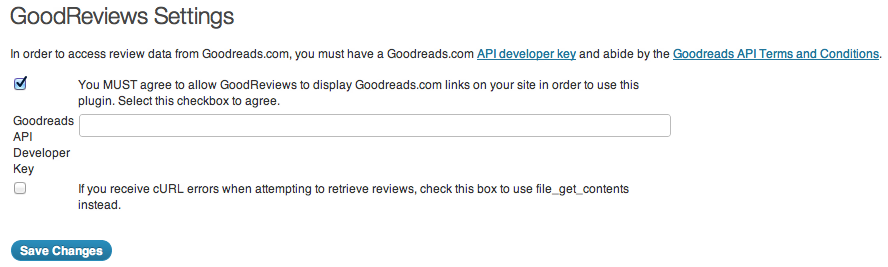 GoodReviews Settings
In order to access review data from Goodreads.com, you must have a Goodreads.com API developer key and abide by the Goodreads API Terms and Conditions.
You MUST agree to allow GoodReviews to display Goodreads.com links on your site in order to use this
plugin. Select this checkbox to agree.
Goodreads
API
Developer
Key
If you receive cURL errors when attempting to retrieve reviews, check this box to use file_get_contents
instead.
Save Changes